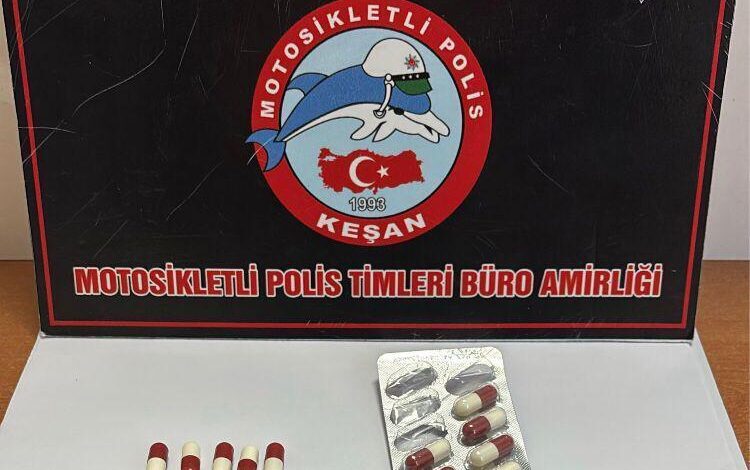 MOTOSİKLETLİ POLİS
1993
KEŞAN
MOTOSİKLETLİ POLİS TİMLERİ BÜRO AMİRLİĞİ